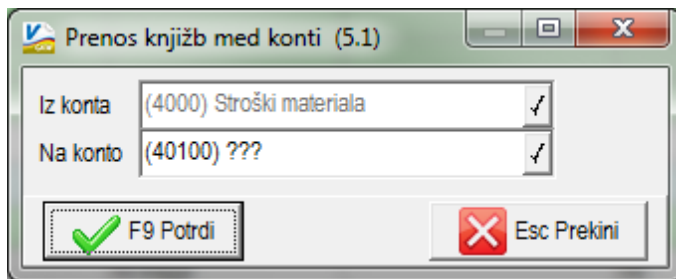 Prenos knjižb med konti (5.1)
Iz konta (4000) Stroški materiala
Na konto (40100) ???
F9 Potrdi Esc Prekini